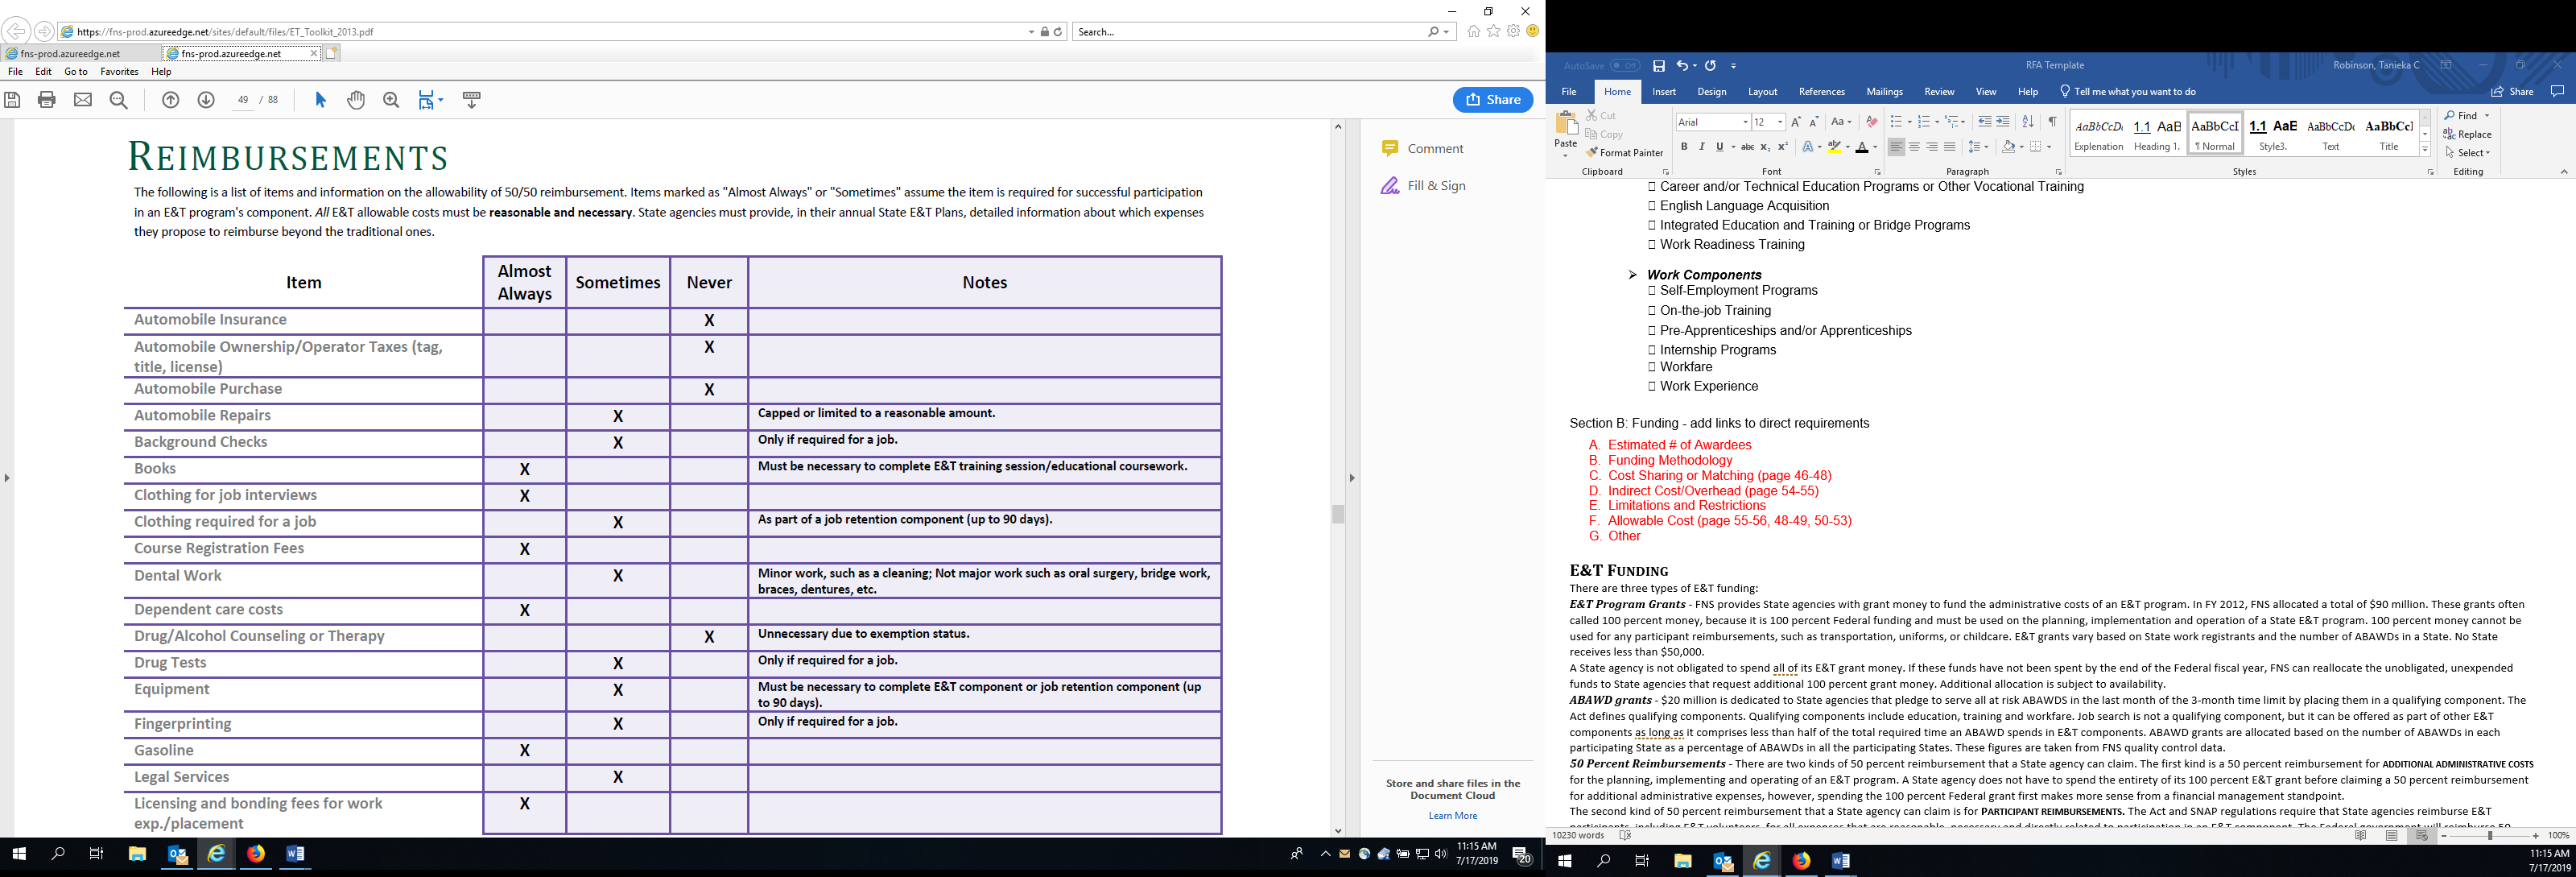 https://fns-prod.azureedge.net/sites/default/files/ET_Toolkit_2013.pdf
Search...
fns-prod.azureedge.net
fns-prod.azureedge.net
File Edit Go to Favorites Help
49 / 88
Share
Comment
Fill & Sign
REIMBURSEMENTS
The following is a list of items and information on the allowability of 50/50 reimbursement. Items marked as "Almost Always" or "Sometimes" assume the item is required for successful participation
in an E&T program's component. All E&T allowable costs must be reasonable and necessary. State agencies must provide, in their annual State E&T Plans, detailed information about which expenses
they propose to reimburse beyond the traditional ones.
Item Almost Always Sometimes Never Notes
Automobile Insurance X
Automobile Ownership/Operator Taxes (tag, X
title, license)
Automobile Purchase X
Automobile Repairs X Capped or limited to a reasonable amount.
Background Checks X Only if required for a job.
Books X Must be necessary to complete E&T training session/educational coursework.
Clothing for job interviews X
Clothing required for a job X As part of a job retention component (up to 90 days).
Course Registration Fees X
Dental Work X Minor work, such as a cleaning; Not major work such as oral surgery, bridge work,
braces, dentures, etc.
Dependent care costs X
Drug/Alcohol Counseling or Therapy X Unnecessary due to exemption status.
Drug Tests X Only if required for a job.
Equipment X Must be necessary to complete E&T component or job retention component (up
to 90 days).
Fingerprinting X Only if required for a job.
Gasoline X
Legal Services X
Licensing and bonding fees for work X
exp./placement
Store and share files in the
Document Cloud
Learn More
11:15 AM
7/17/2019
20
AutoSave Off
RFA Template
Robinson, Tanieka C
File Home Insert Design Layout References Mailings Review View Help Tell me what you want to do
Share
Paste
Cut
Copy
Format Painter
Clipboard
Arial 12
Font
Paragraph
AaBbCcD 1.1 AaB AaBbCcI 1.1 AaE AaBbCcDc AaBbCcl
Explanation Heading 1. ¶ Normal Style3. Text Title
Styles
Find
Replace
Select
Editing
Career and/or Technical Education Programs or Other Vocational Training
English Language Acquisition
Integrated Education and Training or Bridge Programs
Work Readiness Training
Work Components
Self-Employment Programs
On-the-job Training
Pre-Apprenticeships and/or Apprenticeships
Internship Programs
Workfare
Work Experience
Section B: Funding - add links to direct requirements
A. Estimated # of Awardees
B. Funding Methodology
C. Cost Sharing or Matching (page 46-48)
D. Indirect Cost/Overhead (page 54-55)
E. Limitations and Restrictions
F. Allowable Cost (page 55-56, 48-49, 50-53)
G. Other
E&T FUNDING
There are three types of E&T funding:
E&T Program Grants - FNS provides State agencies with grant money to fund the administrative costs of an E&T program. In FY 2012, FNS allocated a total of $90 million. These grants often
called 100 percent money, because it is 100 percent Federal funding and must be used on the planning, implementation and operation of a State E&T program. 100 percent money cannot be
used for any participant reimbursements, such as transportation, uniforms, or childcare. E&T grants vary based on State work registrants and the number of ABAWDs in a State. No State
receives less than $50,000.
A State agency is not obligated to spend all of its E&T grant money. If these funds have not been spent by the end of the Federal fiscal year, FNS can reallocate the unobligated, unexpended
funds to State agencies that request additional 100 percent grant money. Additional allocation is subject to availability.
ABAWD grants - $20 million is dedicated to State agencies that pledge to serve all at risk ABAWDS in the last month of the 3-month time limit by placing them in a qualifying component. The
Act defines qualifying components. Qualifying components include education, training and workfare. Job search is not a qualifying component, but it can be offered as part of other E&T
components as long as it comprises less than half of the total required time an ABAWD spends in E&T components. ABAWD grants are allocated based on the number of ABAWDs in each
participating State as a percentage of ABAWDs in all the participating States. These figures are taken from FNS quality control data.
50 Percent Reimbursements - There are two kinds of 50 percent reimbursement that a State agency can claim. The first kind is a 50 percent reimbursement for ADDITIONAL ADMINISTRATIVE COSTS
for the planning, implementing and operating of an E&T program. A State agency does not have to spend the entirety of its 100 percent E&T grant before claiming a 50 percent reimbursement
for additional administrative expenses, however, spending the 100 percent Federal grant first makes more sense from a financial management standpoint.
The second kind of 50 percent reimbursement that a State agency can claim is for PARTICIPANT REIMBURSEMENTS. The Act and SNAP regulations require that State agencies reimburse E&T
participants, including E&T volunteers, for all expenses that are reasonable, necessary and directly related to participation in an E&T component. The Federal government will reimburse 50
10230 words
100%
11:15 AM
7/17/2019